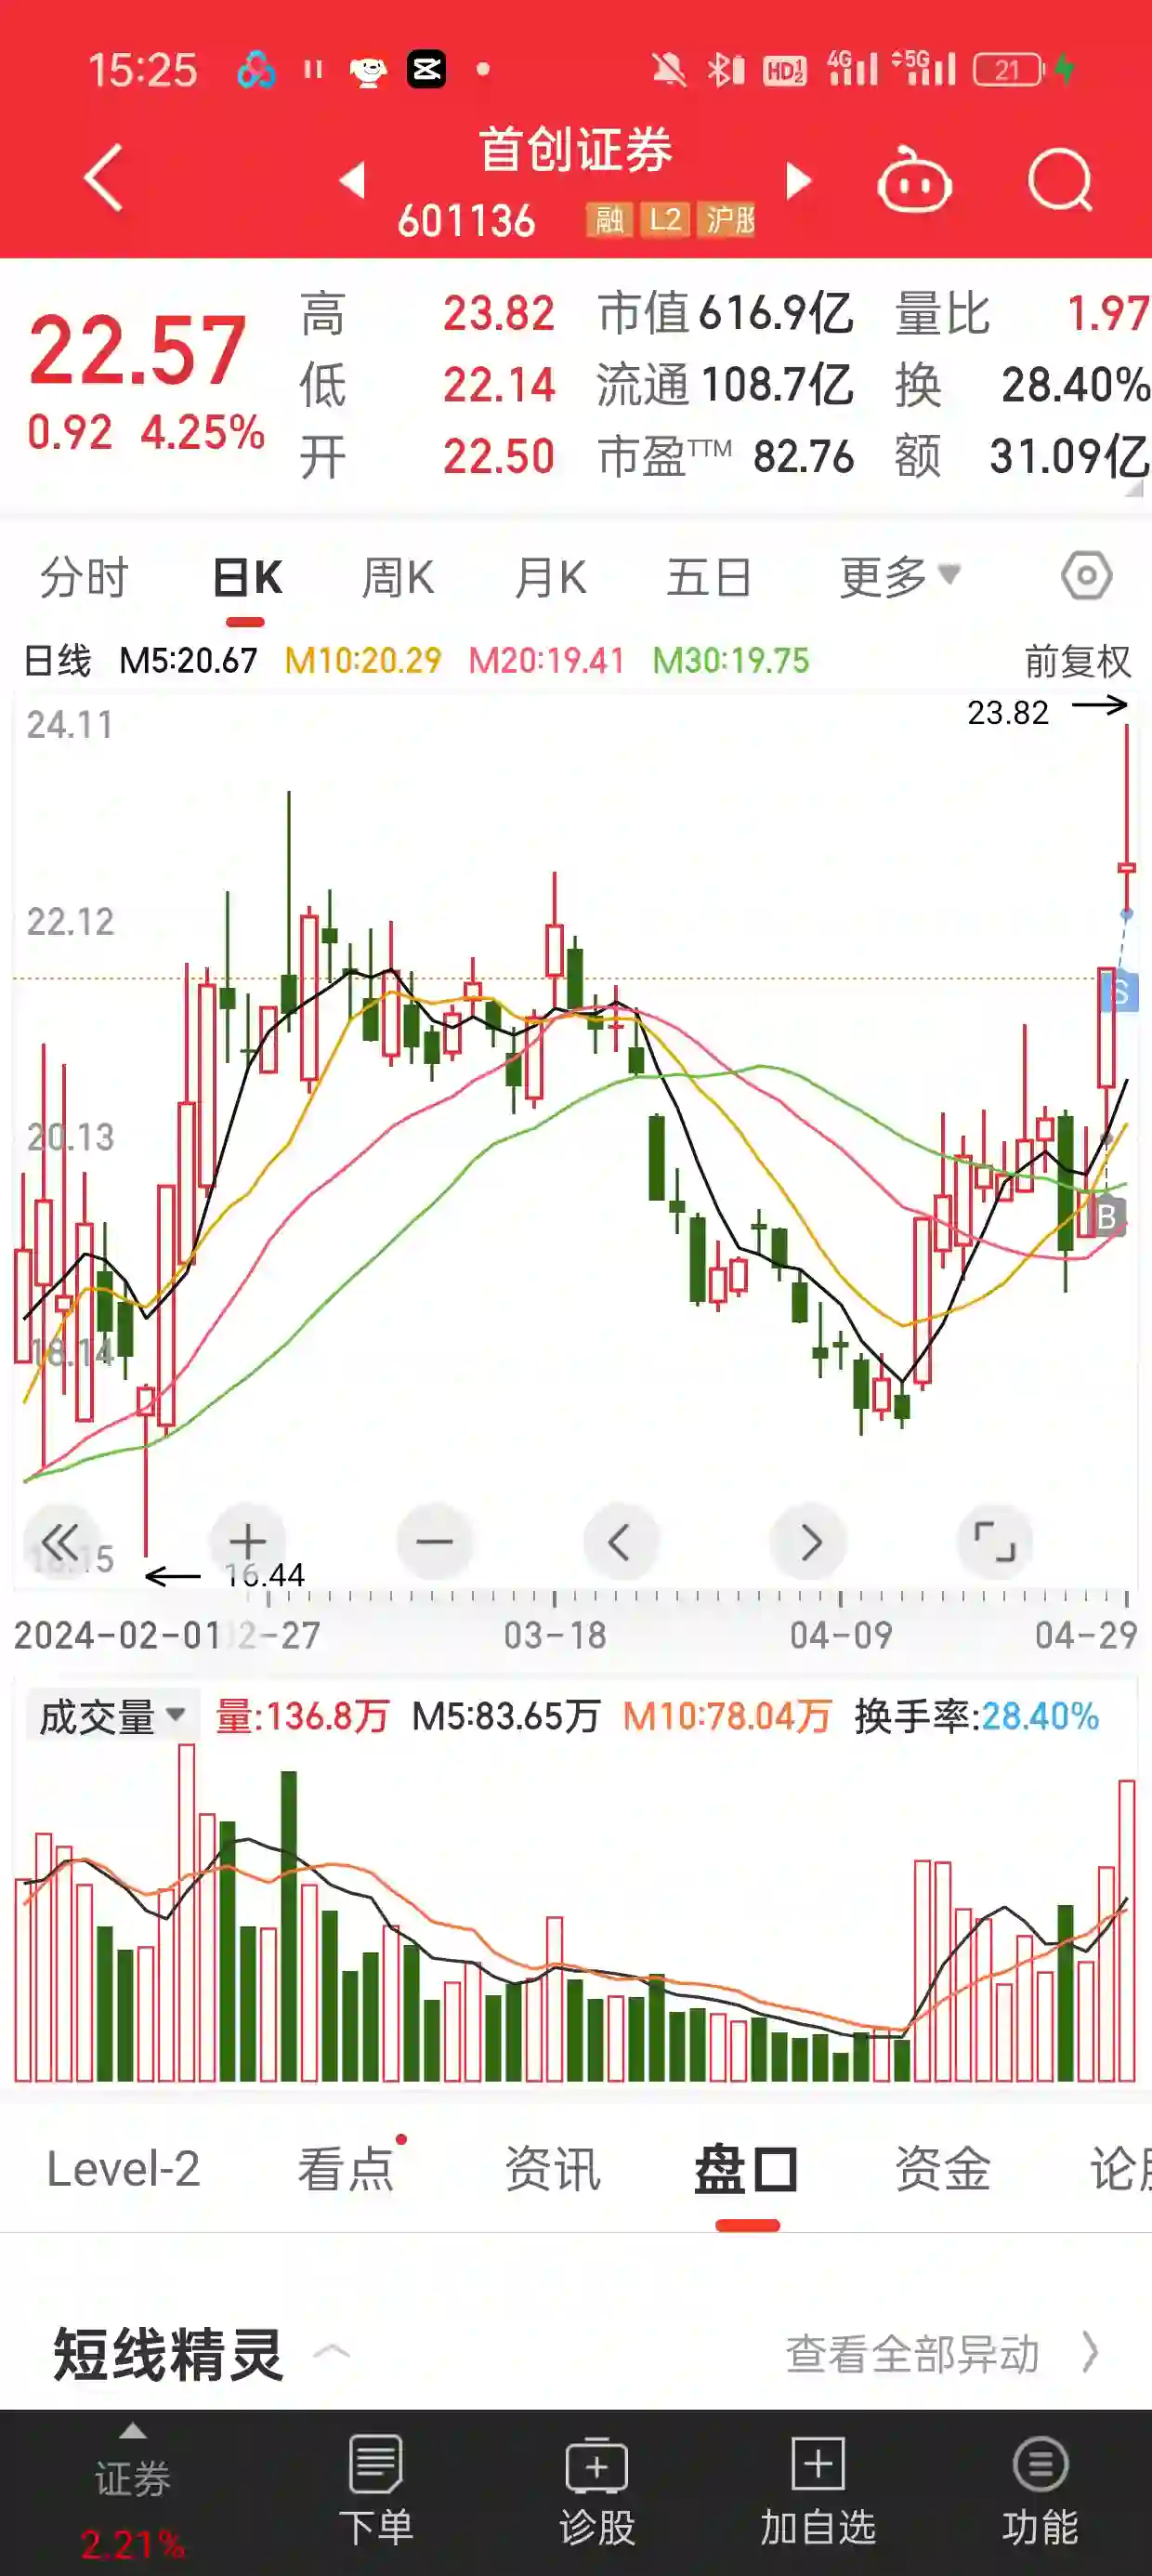 15:25 HD1 2 4G 5G 21
首创证券
601136 融 L2 沪
22.57
0.92 4.25%
高 23.82 市值 616.9亿 量比 1.97
低 22.14 流通 108.7亿 换 28.40%
开 22.50 市盈TTM 82.76 额 31.09亿
分时 日K 周K 月K 五日 更多
日线 M5:20.67 M10:20.29 M20:19.41 M30:19.75 前复权
24.11
23.82
22.12
S
20.13
B
18.14
15
16.44
2024-02-01 2-27 03-18 04-09 04-29
成交量 量:136.8万 M5:83.65万 M10:78.04万 换手率:28.40%
Level-2 看点 资讯 盘口 资金 论
短线精灵 查看全部异动
证券 2.21% 下单 诊股 加自选 功能